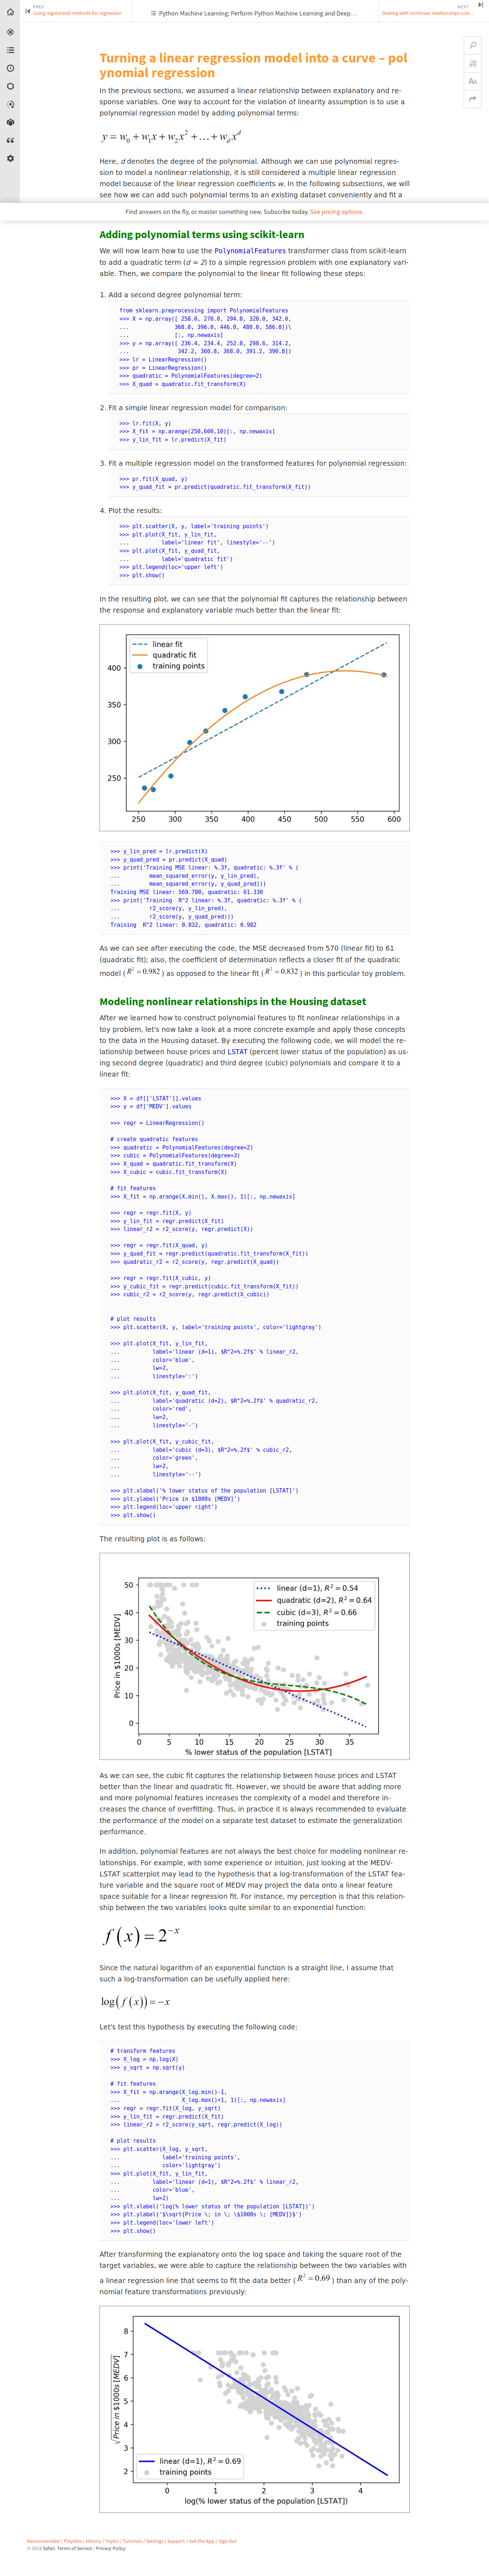 PREV
Using regularized methods for regression
Python Machine Learning: Perform Python Machine Learning and Deep…
NEXT
Dealing with nonlinear relationships usin…
Turning a linear regression model into a curve – pol
ynomial regression
In the previous sections, we assumed a linear relationship between explanatory and re-
sponse variables. One way to account for the violation of linearity assumption is to use a
polynomial regression model by adding polynomial terms:
y = w0 + w1x + w2x² + … + wdx^d
Here, d denotes the degree of the polynomial. Although we can use polynomial regres-
sion to model a nonlinear relationship, it is still considered a multiple linear regression
model because of the linear regression coefficients w. In the following subsections, we will
see how we can add such polynomial terms to an existing dataset conveniently and fit a
Find answers on the fly, or master something new. Subscribe today. See pricing options.
Adding polynomial terms using scikit-learn
We will now learn how to use the PolynomialFeatures transformer class from scikit-learn
to add a quadratic term (d = 2) to a simple regression problem with one explanatory vari-
able. Then, we compare the polynomial to the linear fit following these steps:
1. Add a second degree polynomial term:
from sklearn.preprocessing import PolynomialFeatures
>>> X = np.array([ 258.0, 270.0, 294.0, 320.0, 342.0,
... 368.0, 396.0, 446.0, 480.0, 586.0])\
... [:, np.newaxis]
>>> y = np.array([ 236.4, 234.4, 252.8, 298.6, 314.2,
... 342.2, 360.8, 368.0, 391.2, 390.8])
>>> lr = LinearRegression()
>>> pr = LinearRegression()
>>> quadratic = PolynomialFeatures(degree=2)
>>> X_quad = quadratic.fit_transform(X)
2. Fit a simple linear regression model for comparison:
>>> lr.fit(X, y)
>>> X_fit = np.arange(250,600,10)[:, np.newaxis]
>>> y_lin_fit = lr.predict(X_fit)
3. Fit a multiple regression model on the transformed features for polynomial regression:
>>> pr.fit(X_quad, y)
>>> y_quad_fit = pr.predict(quadratic.fit_transform(X_fit))
4. Plot the results:
>>> plt.scatter(X, y, label='training points')
>>> plt.plot(X_fit, y_lin_fit,
... label='linear fit', linestyle='--')
>>> plt.plot(X_fit, y_quad_fit,
... label='quadratic fit')
>>> plt.legend(loc='upper left')
>>> plt.show()
In the resulting plot, we can see that the polynomial fit captures the relationship between
the response and explanatory variable much better than the linear fit:
linear fit
quadratic fit
training points
400
350
300
250
250 300 350 400 450 500 550 600
>>> y_lin_pred = lr.predict(X)
>>> y_quad_pred = pr.predict(X_quad)
>>> print('Training MSE linear: %.3f, quadratic: %.3f' % (
... mean_squared_error(y, y_lin_pred),
... mean_squared_error(y, y_quad_pred)))
Training MSE linear: 569.780, quadratic: 61.330
>>> print('Training R^2 linear: %.3f, quadratic: %.3f' % (
... r2_score(y, y_lin_pred),
... r2_score(y, y_quad_pred)))
Training R^2 linear: 0.832, quadratic: 0.982
As we can see after executing the code, the MSE decreased from 570 (linear fit) to 61
(quadratic fit); also, the coefficient of determination reflects a closer fit of the quadratic
model ( R² = 0.982 ) as opposed to the linear fit ( R² = 0.832 ) in this particular toy problem.
Modeling nonlinear relationships in the Housing dataset
After we learned how to construct polynomial features to fit nonlinear relationships in a
toy problem, let's now take a look at a more concrete example and apply those concepts
to the data in the Housing dataset. By executing the following code, we will model the re-
lationship between house prices and LSTAT (percent lower status of the population) as us-
ing second degree (quadratic) and third degree (cubic) polynomials and compare it to a
linear fit:
>>> X = df[['LSTAT']].values
>>> y = df['MEDV'].values
>>> regr = LinearRegression()
# create quadratic features
>>> quadratic = PolynomialFeatures(degree=2)
>>> cubic = PolynomialFeatures(degree=3)
>>> X_quad = quadratic.fit_transform(X)
>>> X_cubic = cubic.fit_transform(X)
# fit features
>>> X_fit = np.arange(X.min(), X.max(), 1)[:, np.newaxis]
>>> regr = regr.fit(X, y)
>>> y_lin_fit = regr.predict(X_fit)
>>> linear_r2 = r2_score(y, regr.predict(X))
>>> regr = regr.fit(X_quad, y)
>>> y_quad_fit = regr.predict(quadratic.fit_transform(X_fit))
>>> quadratic_r2 = r2_score(y, regr.predict(X_quad))
>>> regr = regr.fit(X_cubic, y)
>>> y_cubic_fit = regr.predict(cubic.fit_transform(X_fit))
>>> cubic_r2 = r2_score(y, regr.predict(X_cubic))
# plot results
>>> plt.scatter(X, y, label='training points', color='lightgray')
>>> plt.plot(X_fit, y_lin_fit,
... label='linear (d=1), $R^2=%.2f$' % linear_r2,
... color='blue',
... lw=2,
... linestyle=':')
>>> plt.plot(X_fit, y_quad_fit,
... label='quadratic (d=2), $R^2=%.2f$' % quadratic_r2,
... color='red',
... lw=2,
... linestyle='-')
>>> plt.plot(X_fit, y_cubic_fit,
... label='cubic (d=3), $R^2=%.2f$' % cubic_r2,
... color='green',
... lw=2,
... linestyle='--')
>>> plt.xlabel('% lower status of the population [LSTAT]')
>>> plt.ylabel('Price in $1000s [MEDV]')
>>> plt.legend(loc='upper right')
>>> plt.show()
The resulting plot is as follows:
linear (d=1), R² = 0.54
quadratic (d=2), R² = 0.64
cubic (d=3), R² = 0.66
training points
Price in $1000s [MEDV]
50
40
30
20
10
0
0 5 10 15 20 25 30 35
% lower status of the population [LSTAT]
As we can see, the cubic fit captures the relationship between house prices and LSTAT
better than the linear and quadratic fit. However, we should be aware that adding more
and more polynomial features increases the complexity of a model and therefore in-
creases the chance of overfitting. Thus, in practice it is always recommended to evaluate
the performance of the model on a separate test dataset to estimate the generalization
performance.
In addition, polynomial features are not always the best choice for modeling nonlinear re-
lationships. For example, with some experience or intuition, just looking at the MEDV-
LSTAT scatterplot may lead to the hypothesis that a log-transformation of the LSTAT fea-
ture variable and the square root of MEDV may project the data onto a linear feature
space suitable for a linear regression fit. For instance, my perception is that this relation-
ship between the two variables looks quite similar to an exponential function:
f(x) = 2^−x
Since the natural logarithm of an exponential function is a straight line, I assume that
such a log-transformation can be usefully applied here:
log(f(x)) = −x
Let's test this hypothesis by executing the following code:
# transform features
>>> X_log = np.log(X)
>>> y_sqrt = np.sqrt(y)
# fit features
>>> X_fit = np.arange(X_log.min()-1,
... X_log.max()+1, 1)[:, np.newaxis]
>>> regr = regr.fit(X_log, y_sqrt)
>>> y_lin_fit = regr.predict(X_fit)
>>> linear_r2 = r2_score(y_sqrt, regr.predict(X_log))
# plot results
>>> plt.scatter(X_log, y_sqrt,
... label='training points',
... color='lightgray')
>>> plt.plot(X_fit, y_lin_fit,
... label='linear (d=1), $R^2=%.2f$' % linear_r2,
... color='blue',
... lw=2)
>>> plt.xlabel('log(% lower status of the population [LSTAT])')
>>> plt.ylabel('$\sqrt{Price \; in \; \$1000s \; [MEDV]}$')
>>> plt.legend(loc='lower left')
>>> plt.show()
After transforming the explanatory onto the log space and taking the square root of the
target variables, we were able to capture the relationship between the two variables with
a linear regression line that seems to fit the data better ( R² = 0.69 ) than any of the poly-
nomial feature transformations previously:
√Price in $1000s [MEDV]
8
7
6
5
4
3
2
linear (d=1), R² = 0.69
training points
0 1 2 3 4
log(% lower status of the population [LSTAT])
Recommended / Playlists / History / Topics / Tutorials / Settings / Support / Get the App / Sign Out
© 2019 Safari. Terms of Service / Privacy Policy